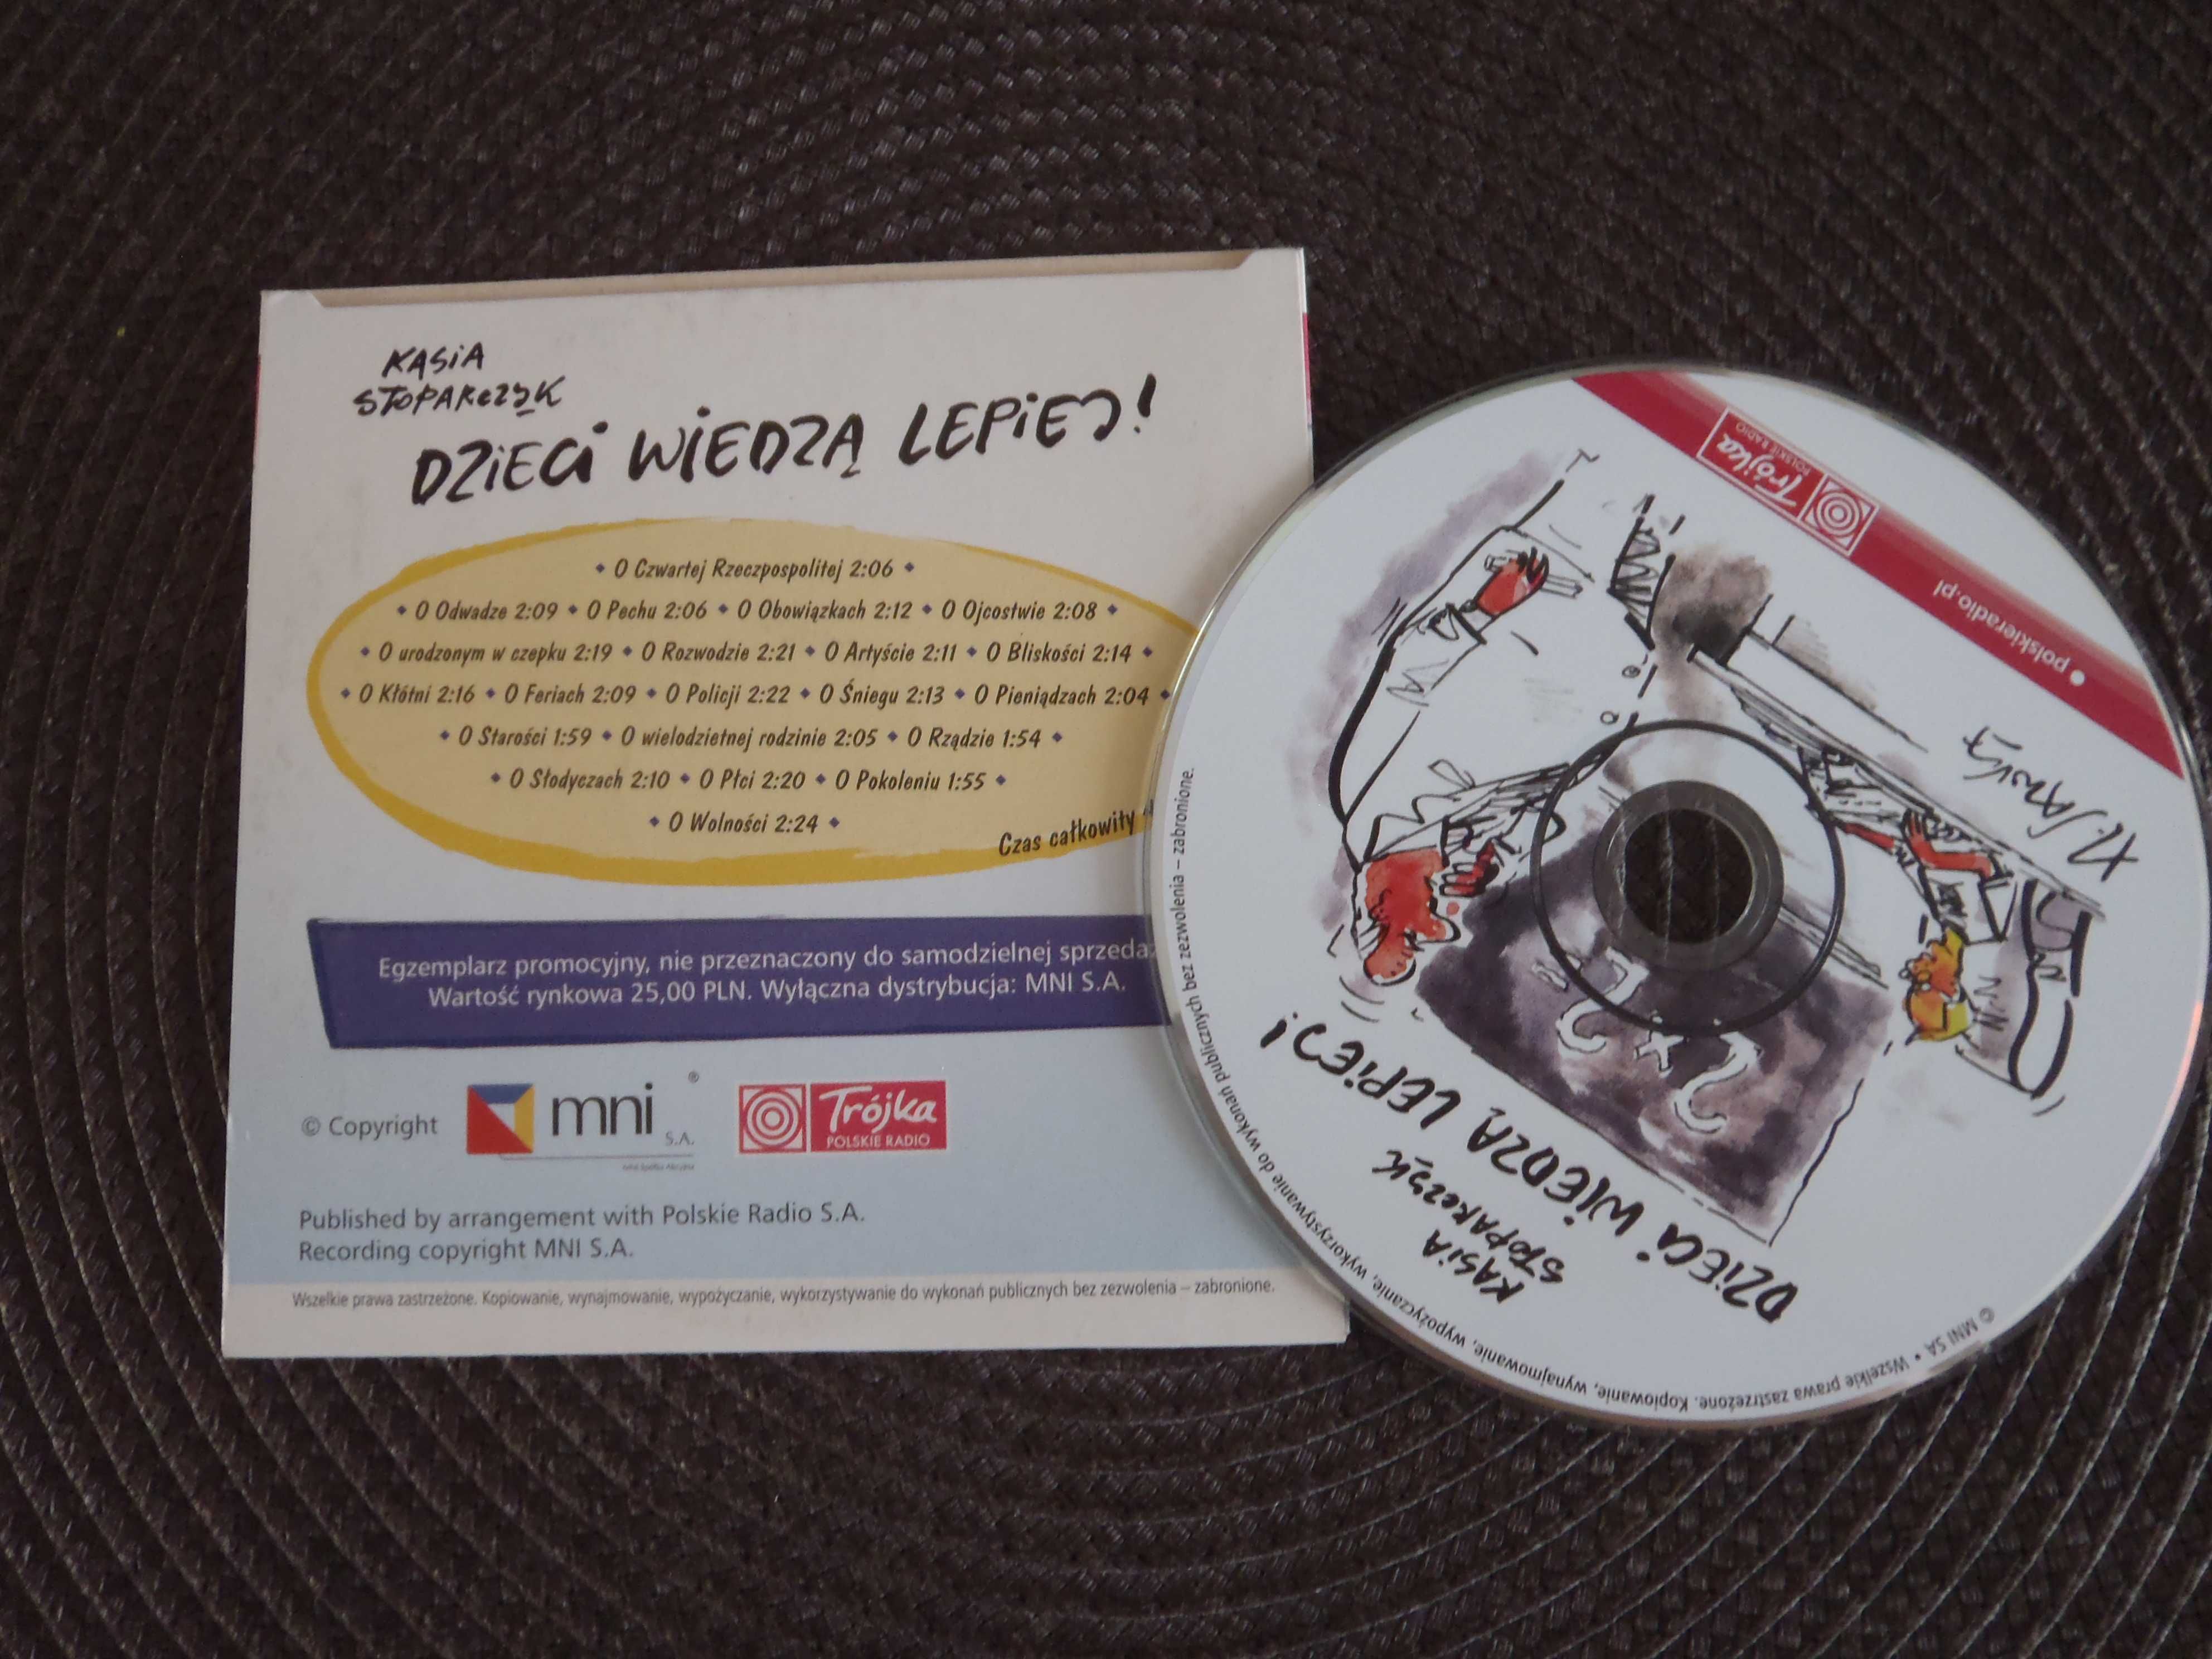 KASiA
STOPARCZYK
DZiECi WiEDZĄ LEPiEJ!
◆ O Czwartej Rzeczpospolitej 2:06 ◆
◆ O Odwadze 2:09 ◆ O Pechu 2:06 ◆ O Obowiązkach 2:12 ◆ O Ojcostwie 2:08 ◆
◆ O urodzonym w czepku 2:19 ◆ O Rozwodzie 2:21 ◆ O Artyście 2:11 ◆ O Bliskości 2:14 ◆
◆ O Kłótni 2:16 ◆ O Feriach 2:09 ◆ O Policji 2:22 ◆ O Śniegu 2:13 ◆ O Pieniądzach 2:04 ◆
◆ O Starości 1:59 ◆ O wielodzietnej rodzinie 2:05 ◆ O Rządzie 1:54 ◆
◆ O Słodyczach 2:10 ◆ O Płci 2:20 ◆ O Pokoleniu 1:55 ◆
◆ O Wolności 2:24 ◆
Czas całkowity
Egzemplarz promocyjny, nie przeznaczony do samodzielnej sprzeda
Wartość rynkowa 25,00 PLN. Wyłączna dystrybucja: MNI S.A.
© Copyright
mni ®
S.A.
Trójka
POLSKIE RADIO
Published by arrangement with Polskie Radio S.A.
Recording copyright MNI S.A.
Wszelkie prawa zastrzeżone. Kopiowanie, wynajmowanie, wypożyczanie, wykorzystywanie do wykonań publicznych bez zezwolenia – zabronione.
KASiA
STOPARCZYK
DZiECi WiEDZĄ LEPiEJ!
2+2=
Trójka
POLSKIE RADIO
• polskieradio.pl
© MNI SA • Wszelkie prawa zastrzeżone. Kopiowanie, wynajmowanie, wypożyczanie, wykorzystywanie do wykonań publicznych bez zezwolenia – zabronione.